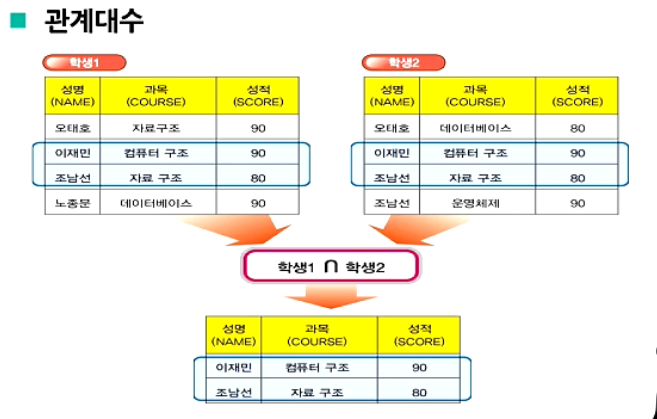 관계대수
학생1
성명 과목 성적
(NAME) (COURSE) (SCORE)
오태호 자료구조 90
이재민 컴퓨터 구조 90
조남선 자료 구조 80
노종문 데이터베이스 90
학생2
성명 과목 성적
(NAME) (COURSE) (SCORE)
오태호 데이터베이스 80
이재민 컴퓨터 구조 90
조남선 자료 구조 80
조남선 운영체제 90
학생1 ∩ 학생2
성명 과목 성적
(NAME) (COURSE) (SCORE)
이재민 컴퓨터 구조 90
조남선 자료 구조 80